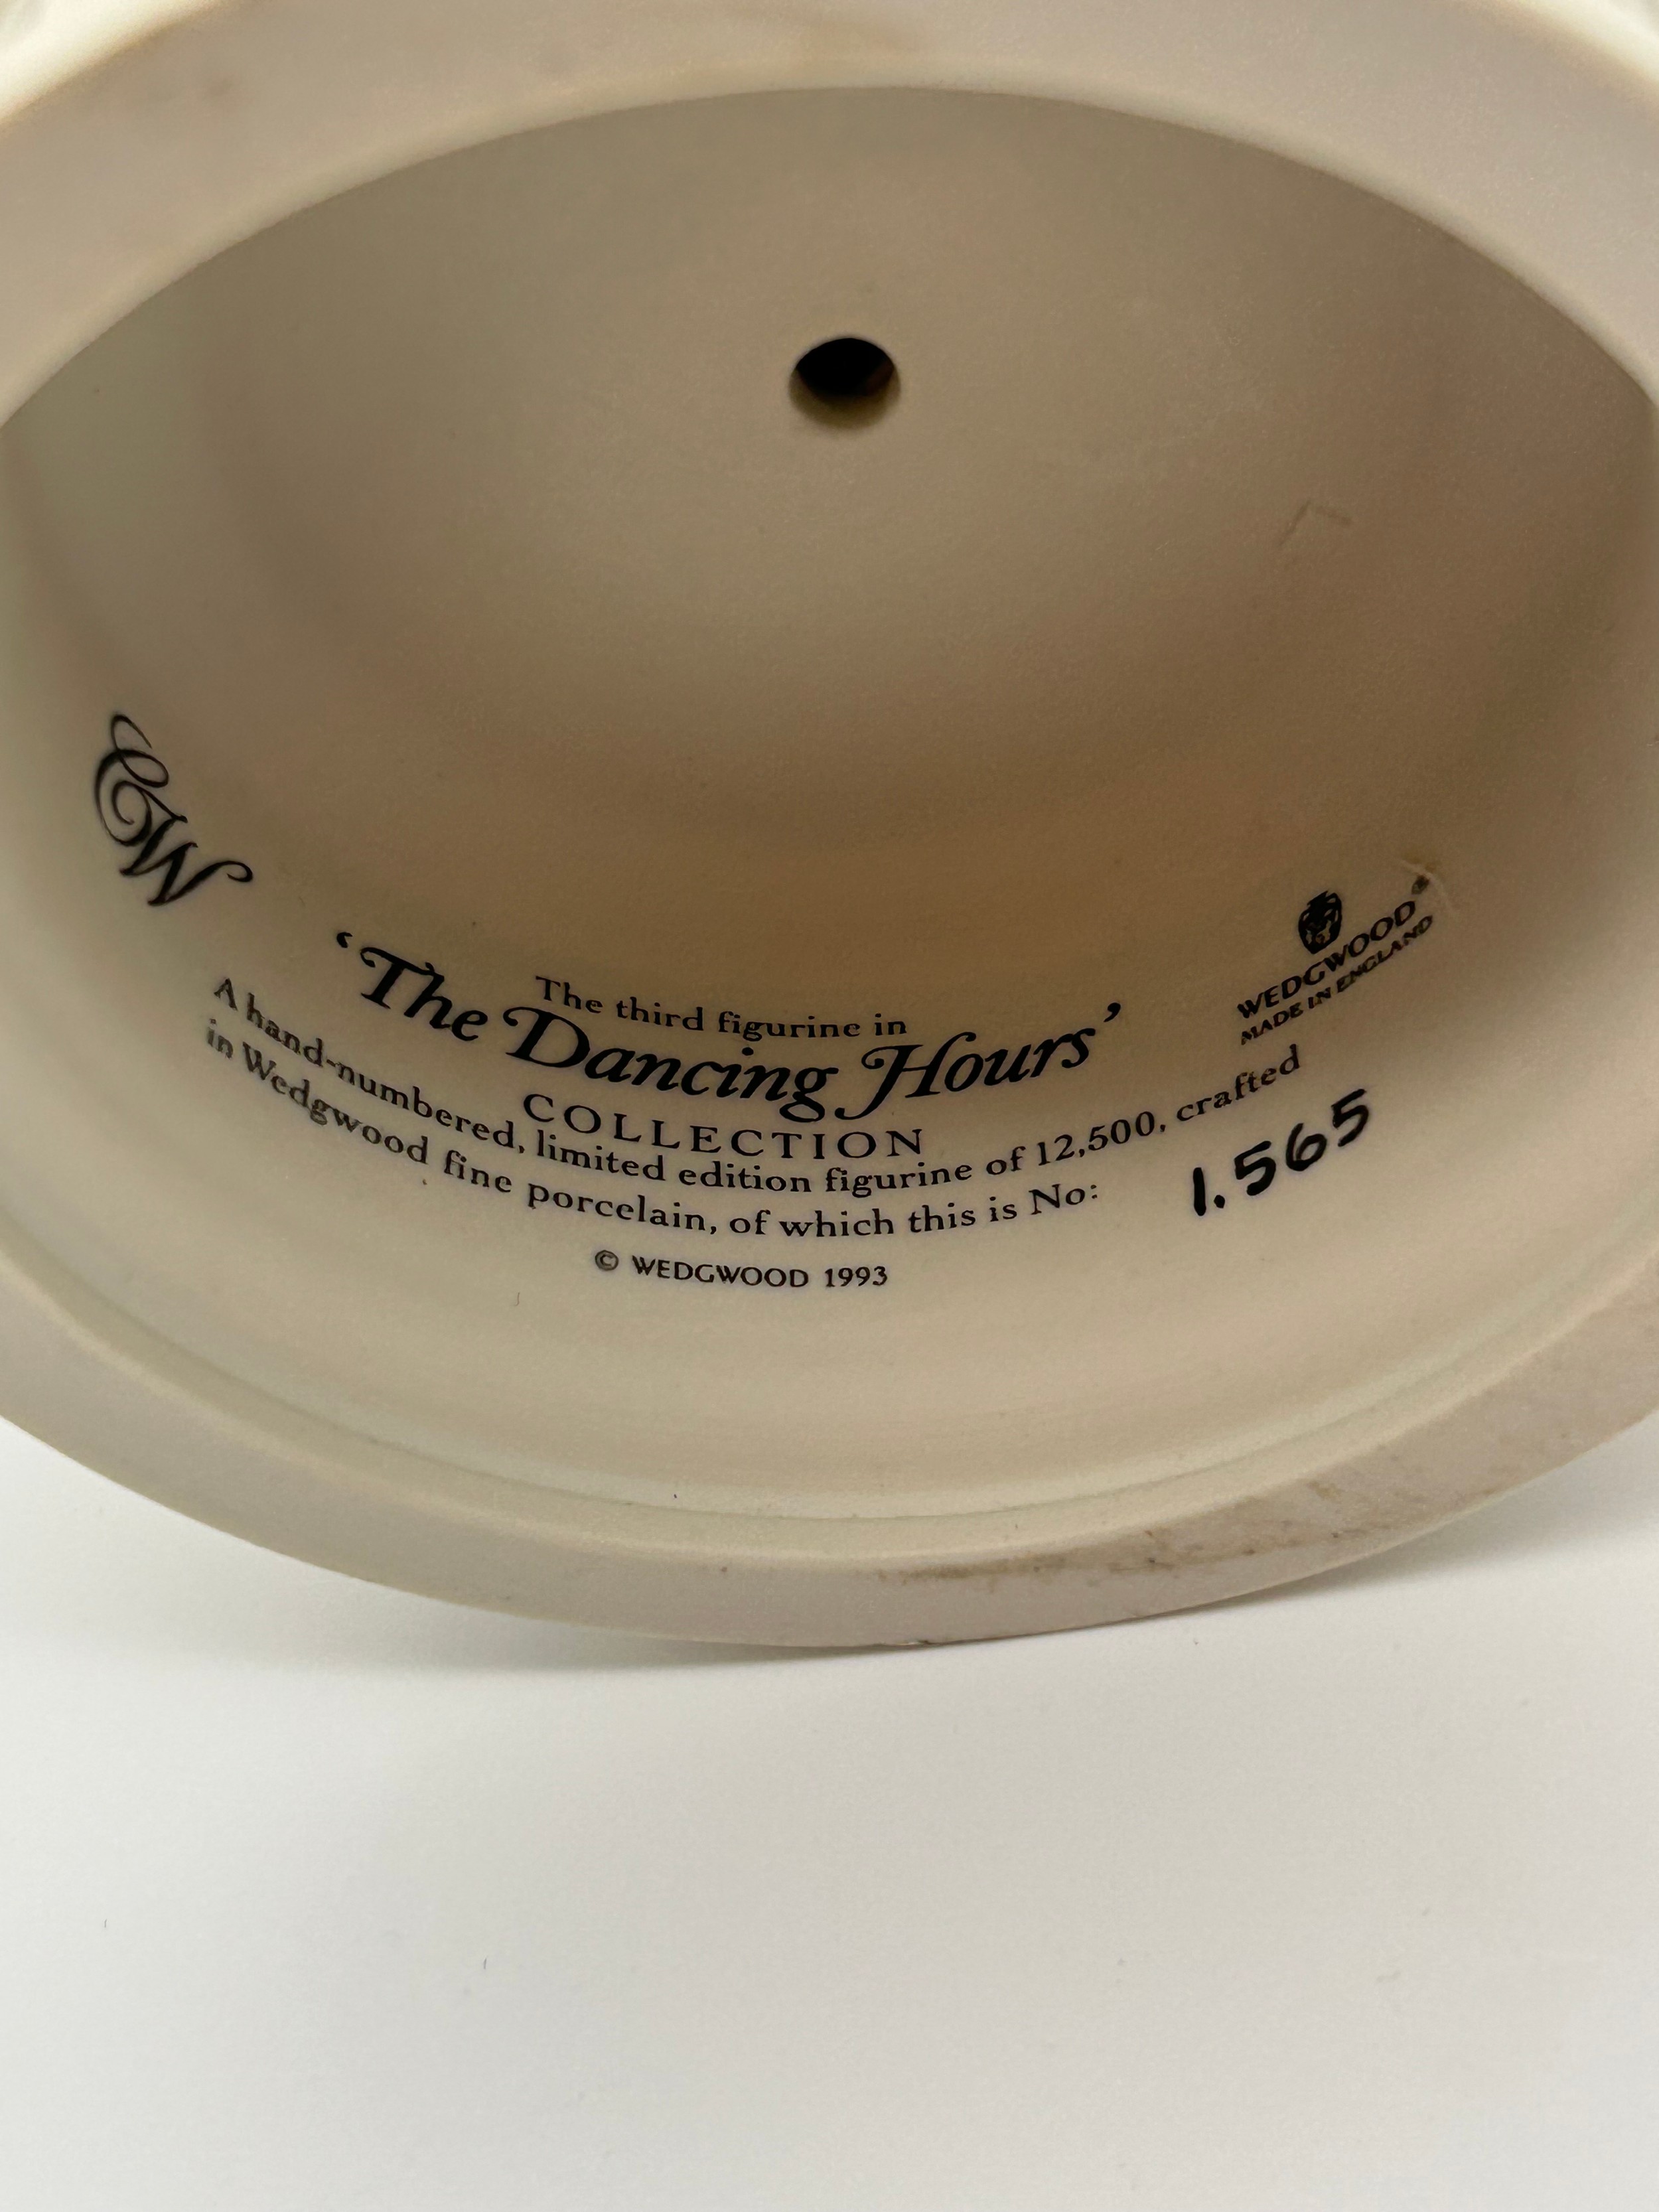 CW
The third figurine in
‘The Dancing Hours’
COLLECTION
A hand-numbered, limited edition figurine of 12,500, crafted
in Wedgwood fine porcelain, of which this is No: 1.565
© WEDGWOOD 1993
WEDGWOOD®
MADE IN ENGLAND